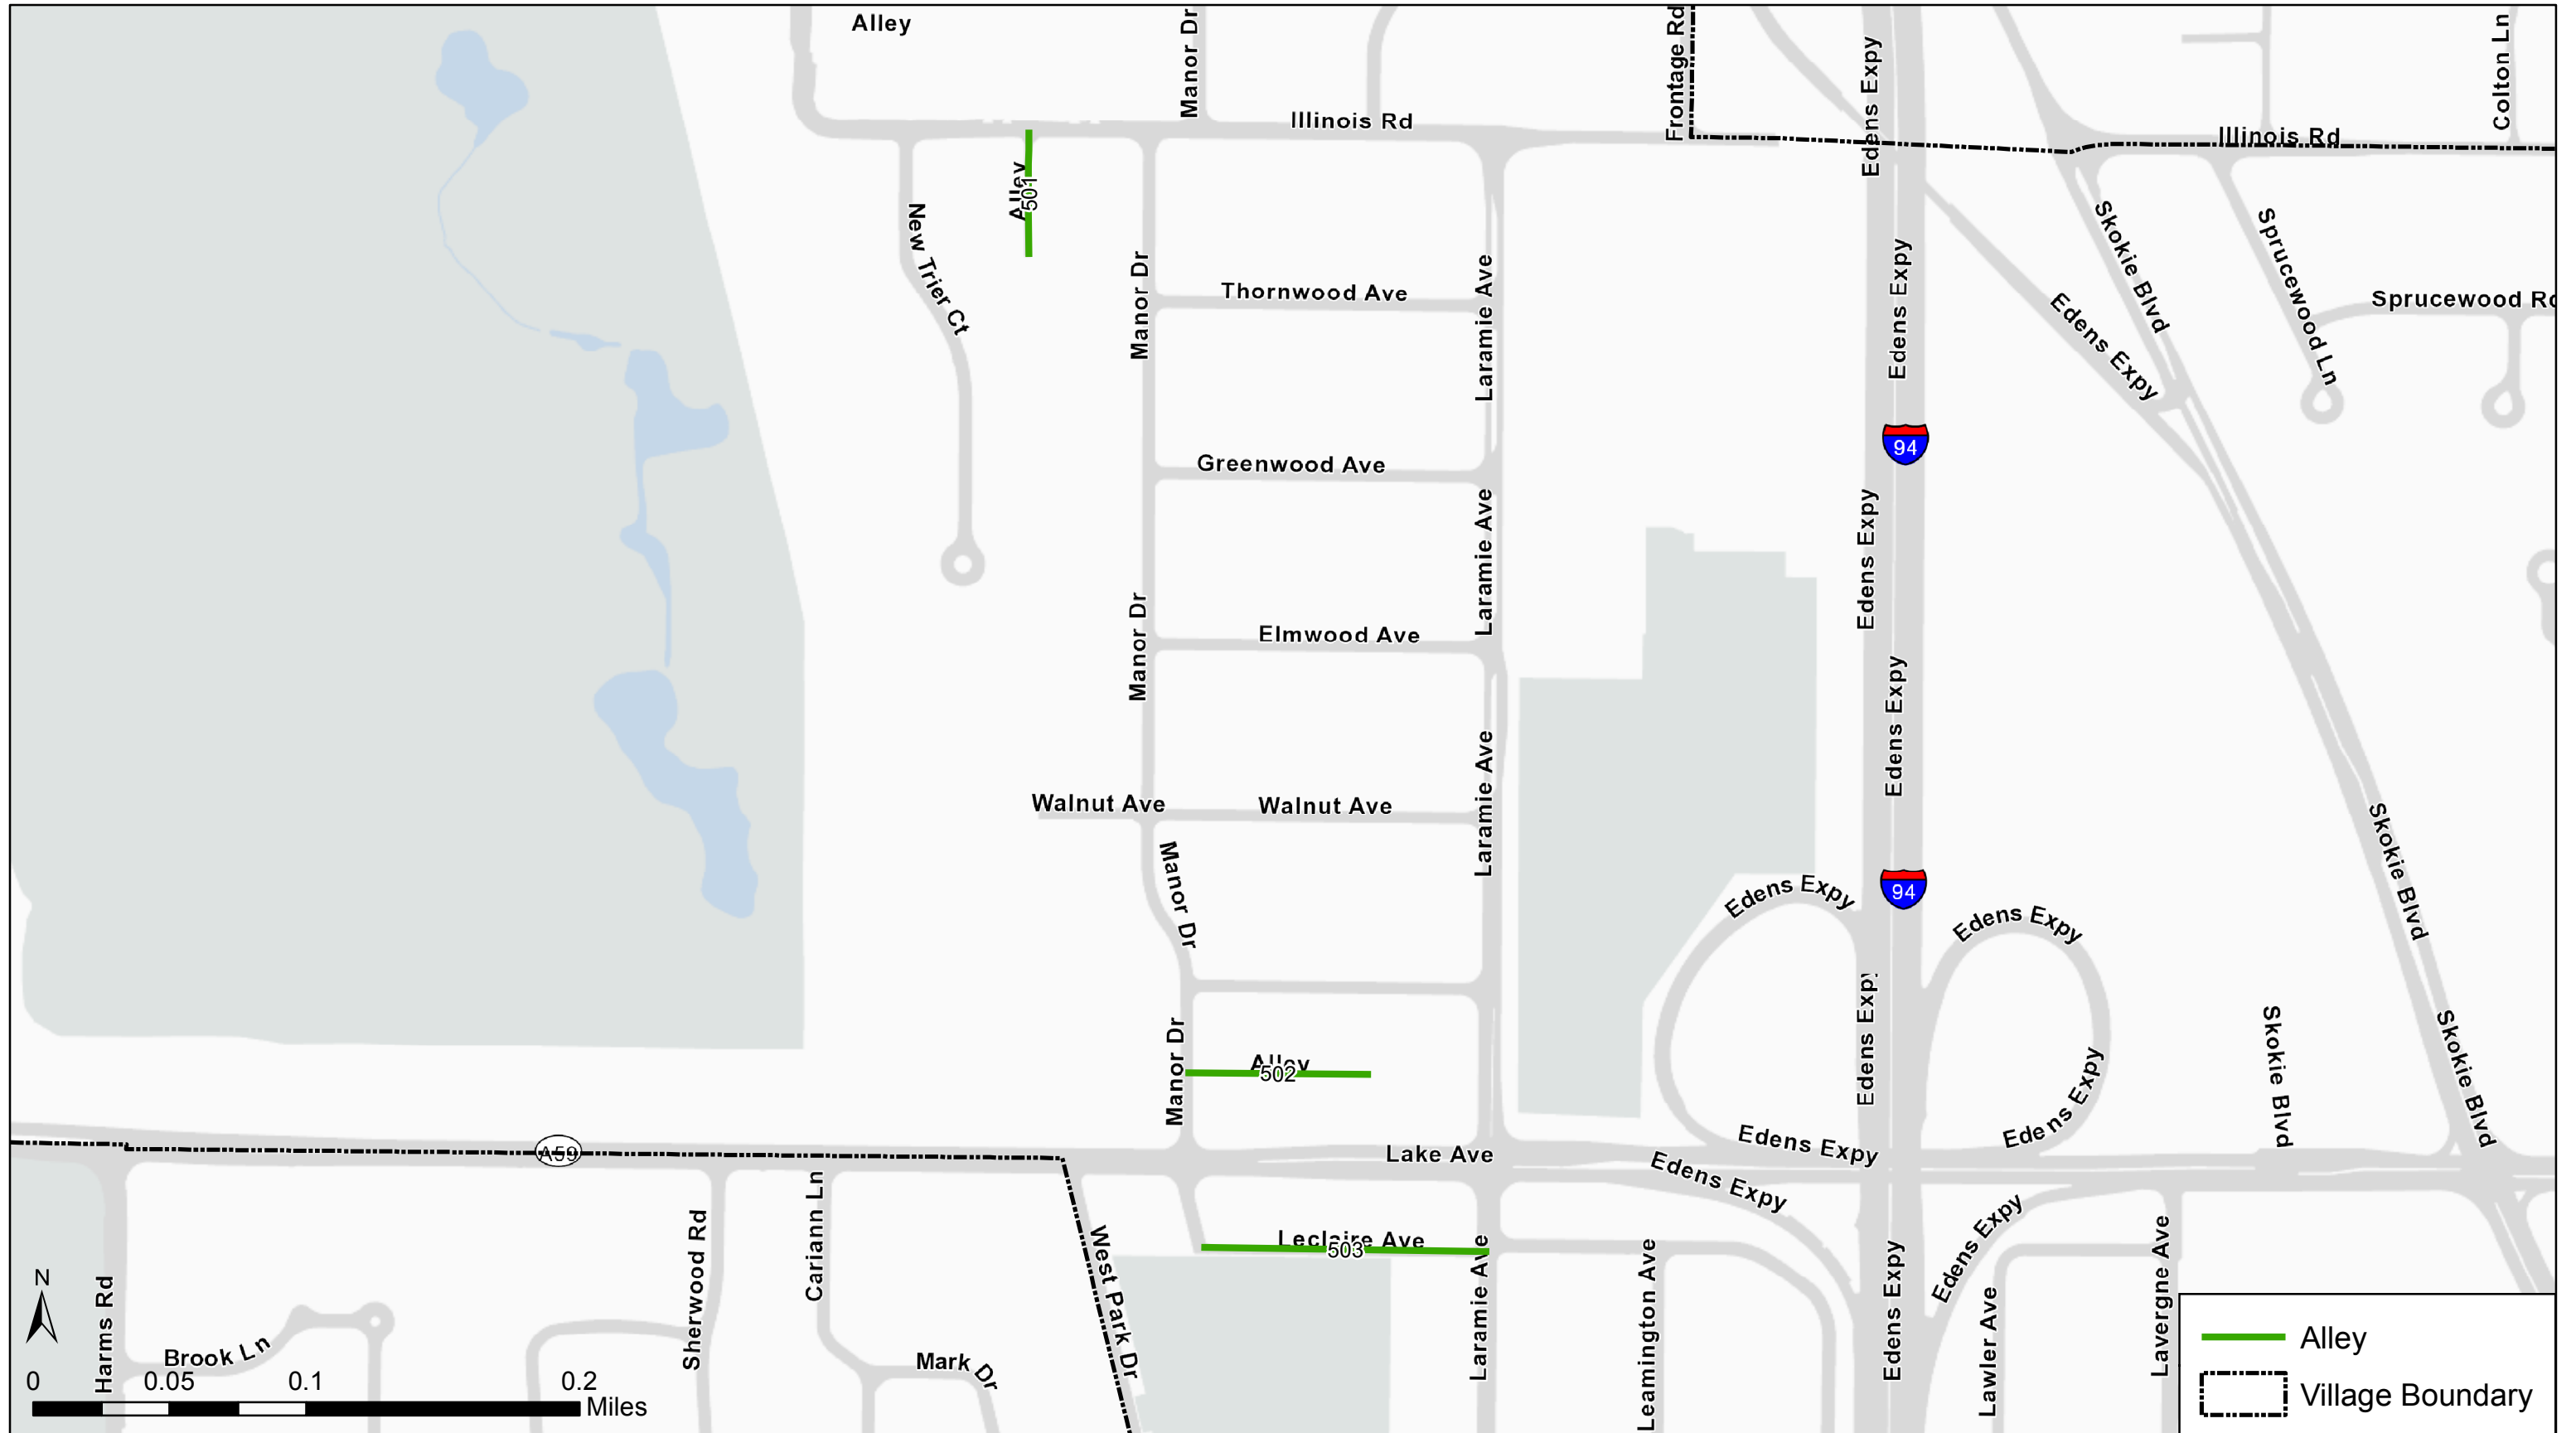 Alley
Manor Dr
Frontage Rd
Edens Expy
Colton Ln
Illinois Rd
Illinois Rd
Alley
501
New Trier Ct
Manor Dr
Thornwood Ave
Laramie Ave
Edens Expy
Skokie Blvd
Edens Expy
Sprucewood Ln
Sprucewood Rd
94
Greenwood Ave
Laramie Ave
Edens Expy
Manor Dr
Elmwood Ave
Edens Expy
Walnut Ave
Walnut Ave
Laramie Ave
Manor Dr
94
Edens Expy
Edens Expy
Skokie Blvd
Edens Expy
Manor Dr
Alley
502
Edens Expy
Skokie Blvd
Skokie Blvd
A59
Lake Ave
Edens Expy
Edens Expy
Cariann Ln
Sherwood Rd
West Park Dr
Leclaire Ave
503
Laramie Ave
Leamington Ave
Edens Expy
Edens Expy
Lawler Ave
Lavergne Ave
Harms Rd
Brook Ln
Mark Dr
N
0 0.05 0.1 0.2
Miles
Alley
Village Boundary